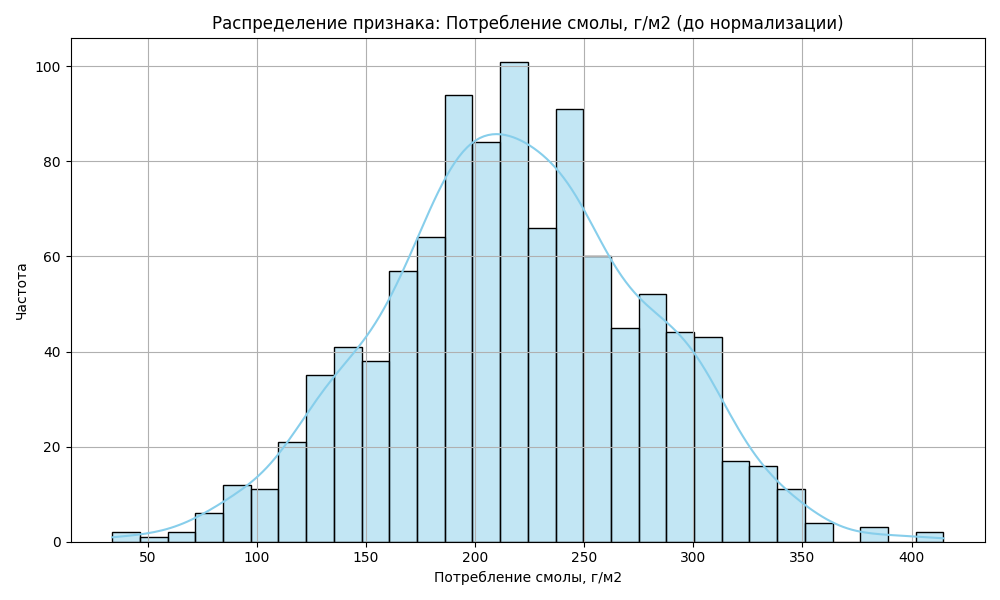 Распределение признака: Потребление смолы, г/м2 (до нормализации)
Частота
100
80
60
40
20
0
50 100 150 200 250 300 350 400
Потребление смолы, г/м2